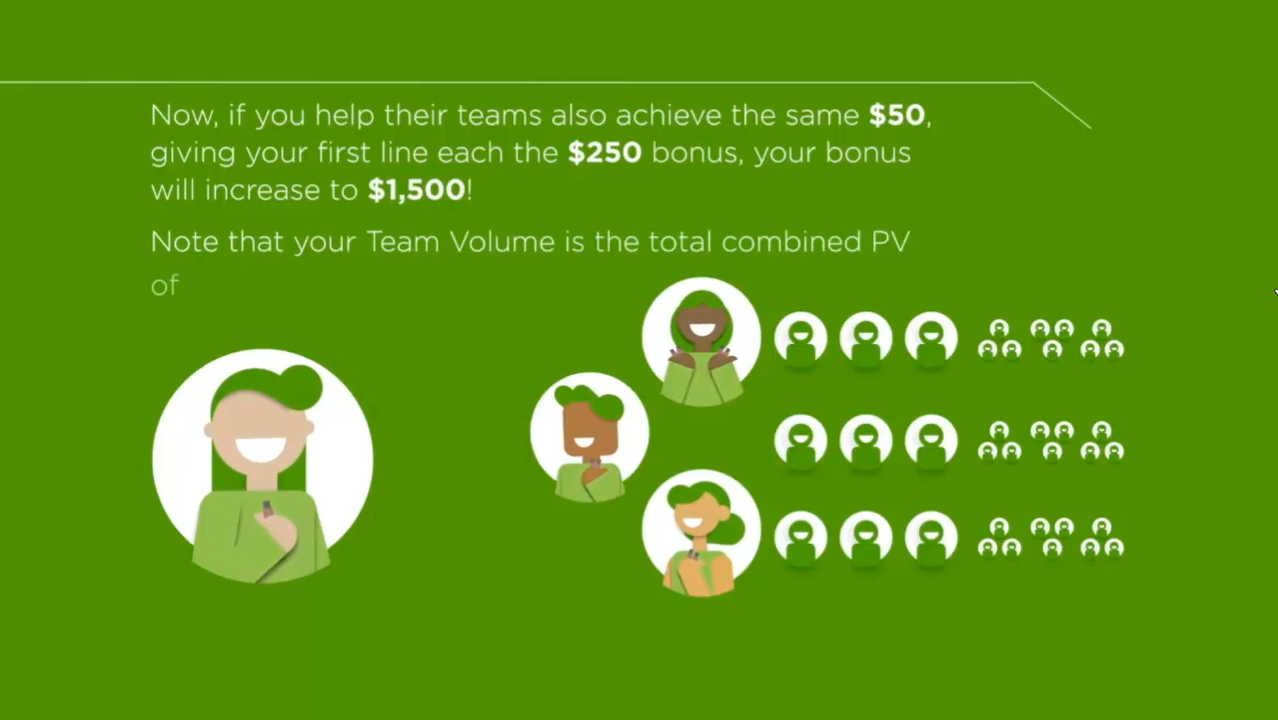 Now, if you help their teams also achieve the same $50,
giving your first line each the $250 bonus, your bonus
will increase to $1,500!
Note that your Team Volume is the total combined PV
of